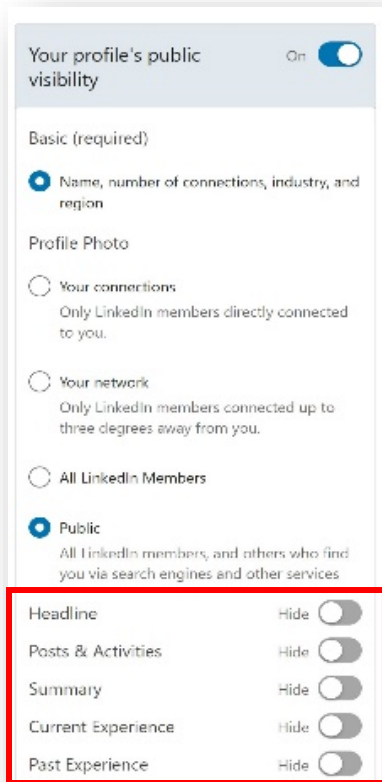 Your profile's public On
visibility
Basic (required)
Name, number of connections, industry, and
region
Profile Photo
Your connections
Only LinkedIn members directly connected
to you.
Your network
Only LinkedIn members connected up to
three degrees away from you.
All LinkedIn Members
Public
All LinkedIn members, and others who find
you via search engines and other services
Headline Hide
Posts & Activities Hide
Summary Hide
Current Experience Hide
Past Experience Hide